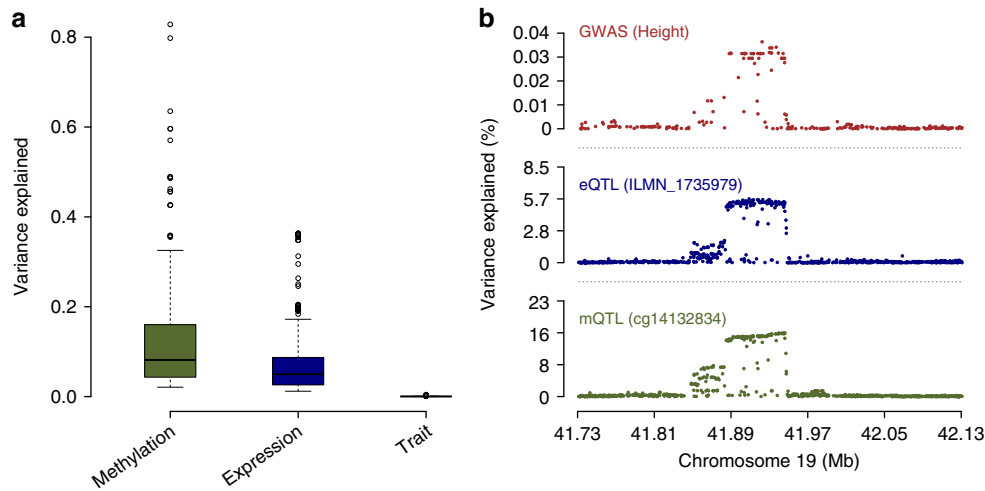 a
Variance explained
0.8
0.6
0.4
0.2
0.0
Methylation
Expression
Trait
b
Variance explained (%)
GWAS (Height)
0.04
0.03
0.02
0.01
0
eQTL (ILMN_1735979)
8.5
5.7
2.8
0
mQTL (cg14132834)
23
16
8
0
41.73 41.81 41.89 41.97 42.05 42.13
Chromosome 19 (Mb)